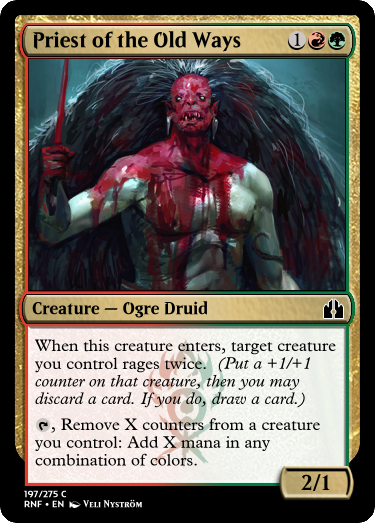 Priest of the Old Ways 1
Creature — Ogre Druid
When this creature enters, target creature
you control rages twice. (Put a +1/+1
counter on that creature, then you may
discard a card. If you do, draw a card.)
, Remove X counters from a creature
you control: Add X mana in any
combination of colors.
2/1
197/275 C
RNF • EN Veli Nyström